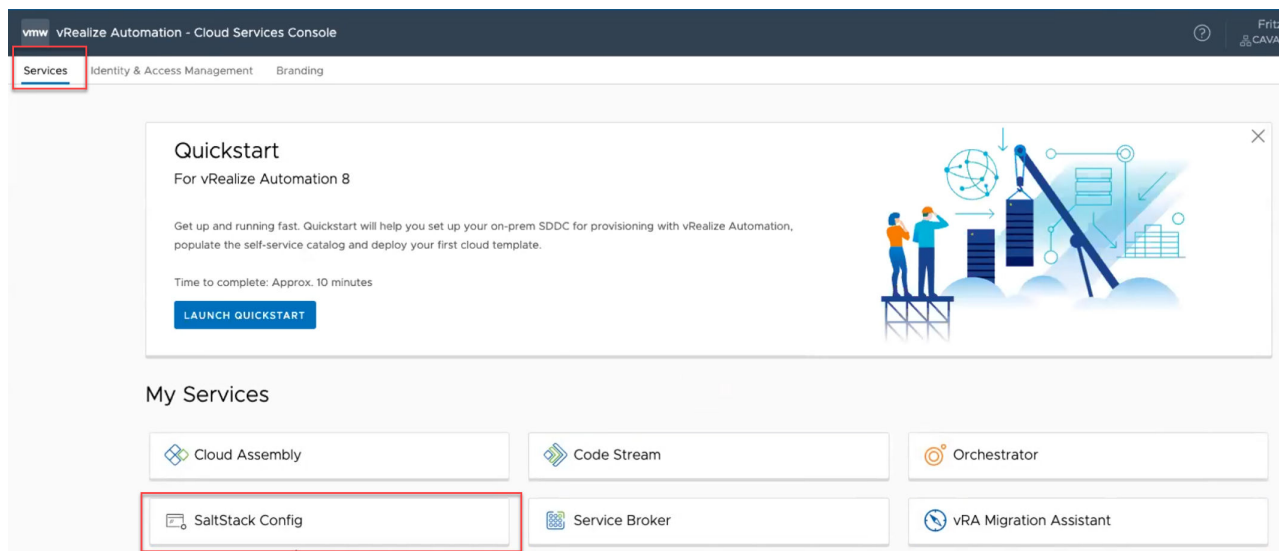 vmw vRealize Automation - Cloud Services Console
Services Identity & Access Management Branding
Quickstart
For vRealize Automation 8
Get up and running fast. Quickstart will help you set up your on-prem SDDC for provisioning with vRealize Automation,
populate the self-service catalog and deploy your first cloud template.
Time to complete: Approx. 10 minutes
LAUNCH QUICKSTART
My Services
Cloud Assembly
Code Stream
Orchestrator
SaltStack Config
Service Broker
vRA Migration Assistant